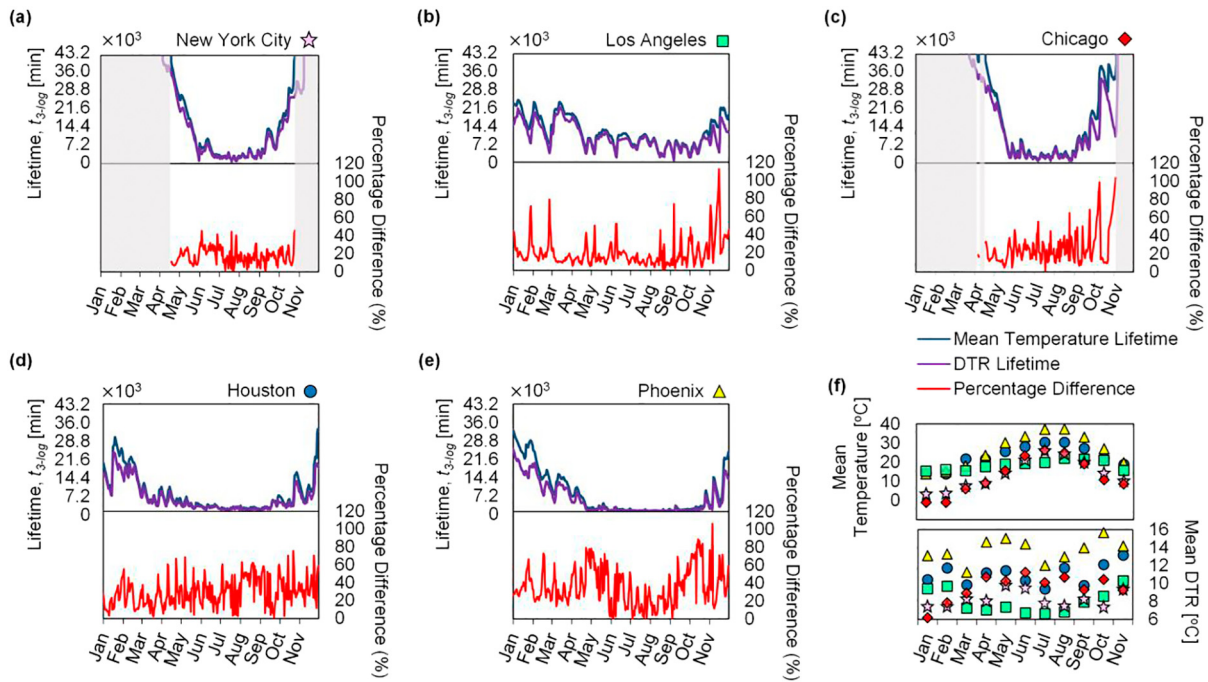 (a)
New York City
×10³
43.2
36.0
28.8
21.6
14.4
7.2
0
Lifetime, t3-log [min]
120
100
80
60
40
20
0
Percentage Difference (%)
Jan Feb Mar Apr May Jun Jul Aug Sep Oct Nov
(b)
Los Angeles
×10³
43.2
36.0
28.8
21.6
14.4
7.2
0
Lifetime, t3-log [min]
120
100
80
60
40
20
0
Percentage Difference (%)
Jan Feb Mar Apr May Jun Jul Aug Sep Oct Nov
(c)
Chicago
×10³
43.2
36.0
28.8
21.6
14.4
7.2
0
Lifetime, t3-log [min]
120
100
80
60
40
20
0
Percentage Difference (%)
Jan Feb Mar Apr May Jun Jul Aug Sep Oct Nov
Mean Temperature Lifetime
DTR Lifetime
Percentage Difference
(d)
Houston
×10³
43.2
36.0
28.8
21.6
14.4
7.2
0
Lifetime, t3-log [min]
120
100
80
60
40
20
0
Percentage Difference (%)
Jan Feb Mar Apr May Jun Jul Aug Sep Oct Nov
(e)
Phoenix
×10³
43.2
36.0
28.8
21.6
14.4
7.2
0
Lifetime, t3-log [min]
120
100
80
60
40
20
0
Percentage Difference (%)
Jan Feb Mar Apr May Jun Jul Aug Sep Oct Nov
(f)
Mean
Temperature [ºC]
40
30
20
10
0
16
14
12
10
8
6
Mean DTR
[ºC]
Jan Feb Mar Apr May Jun Jul Aug Sep Oct Nov